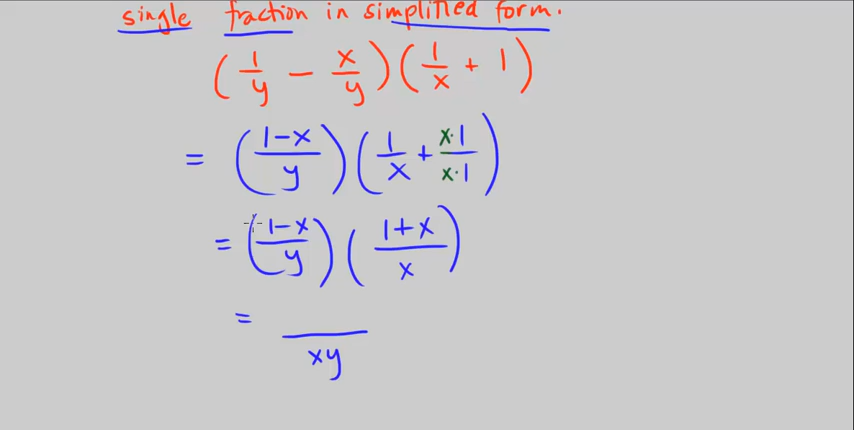 single fraction in simplified form.
(1/y - x/y)(1/x + 1)
= ((1-x)/y)(1/x + (x·1)/(x·1))
= ((1-x)/y)((1+x)/x)
= /xy